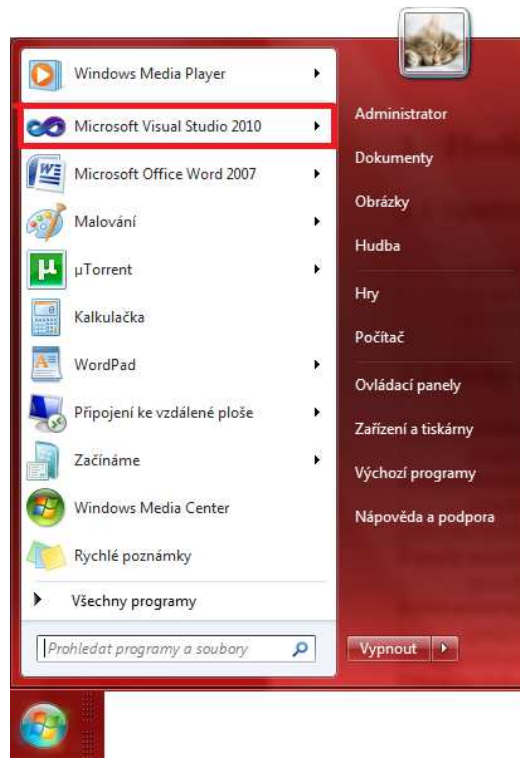 Windows Media Player
Microsoft Visual Studio 2010
Microsoft Office Word 2007
Malování
µTorrent
Kalkulačka
WordPad
Připojení ke vzdálené ploše
Začínáme
Windows Media Center
Rychlé poznámky
Všechny programy
Prohledat programy a soubory
Administrator
Dokumenty
Obrázky
Hudba
Hry
Počítač
Ovládací panely
Zařízení a tiskárny
Výchozí programy
Nápověda a podpora
Vypnout